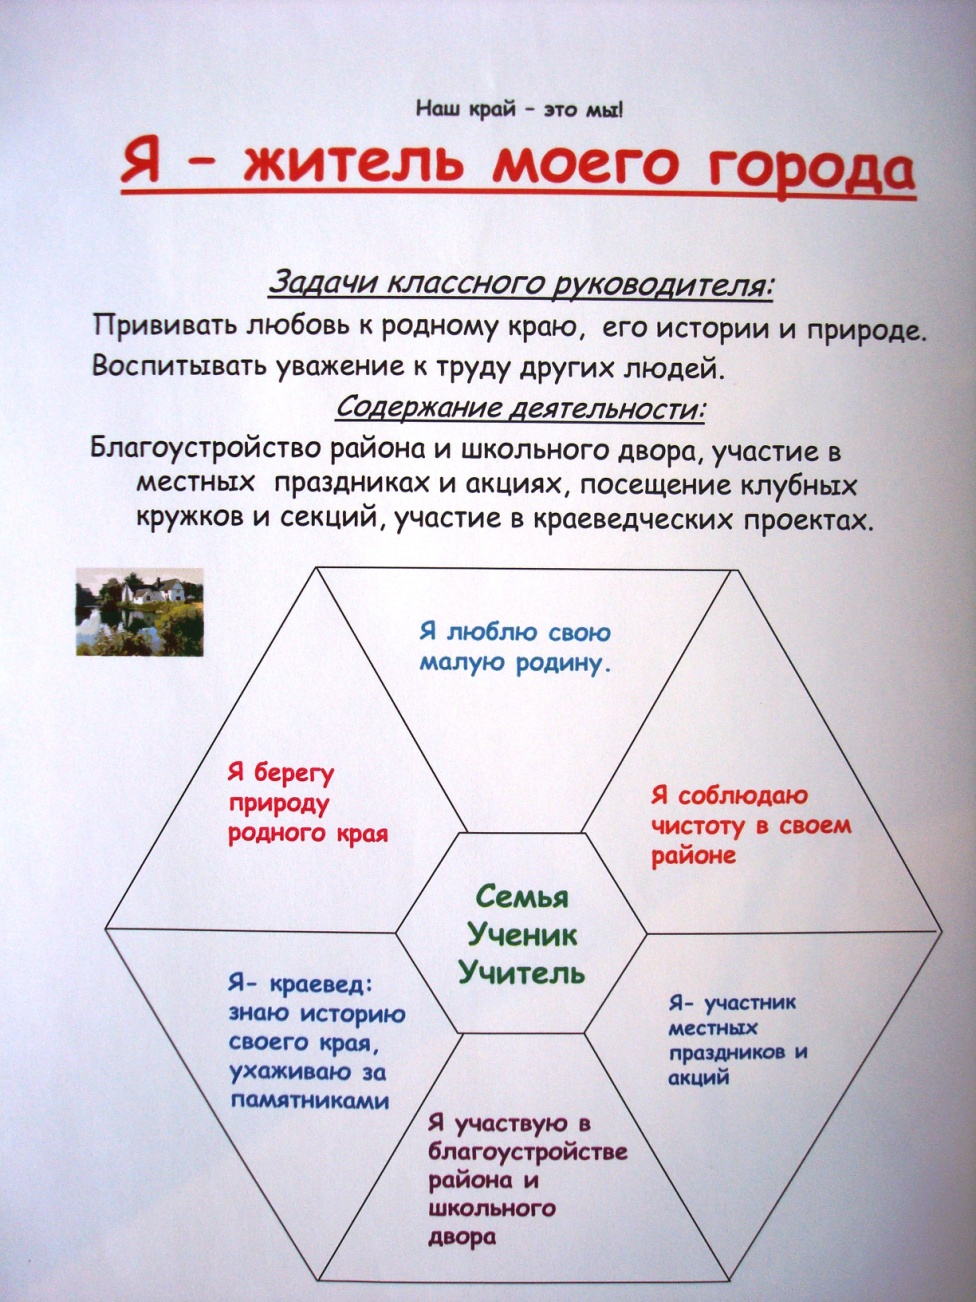 Наш край – это мы!
Я – житель моего города
Задачи классного руководителя:
Прививать любовь к родному краю, его истории и природе.
Воспитывать уважение к труду других людей.
Содержание деятельности:
Благоустройство района и школьного двора, участие в
местных праздниках и акциях, посещение клубных
кружков и секций, участие в краеведческих проектах.
Я люблю свою
малую родину.
Я берегу
природу
родного края
Я соблюдаю
чистоту в своем
районе
Семья
Ученик
Учитель
Я- краевед:
знаю историю
своего края,
ухаживаю за
памятниками
Я- участник
местных
праздников и
акций
Я участвую в
благоустройстве
района и
школьного
двора